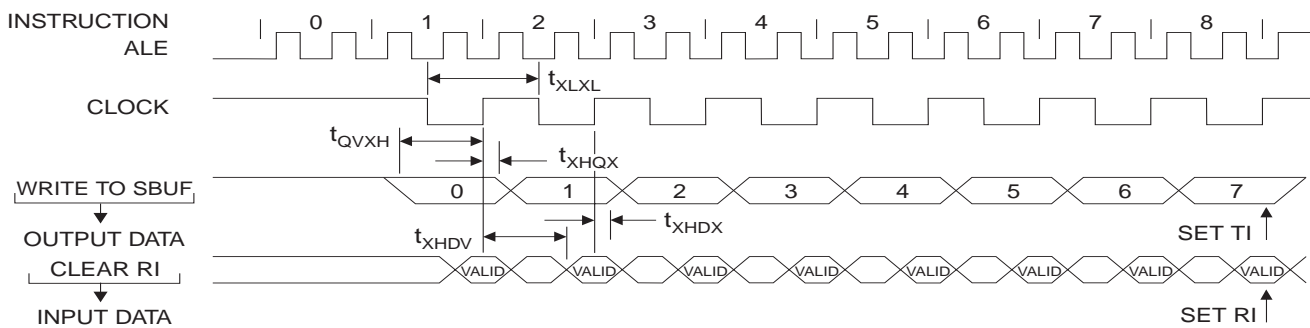 INSTRUCTION 0 1 2 3 4 5 6 7 8
ALE
tXLXL
CLOCK
tQVXH
tXHQX
WRITE TO SBUF 0 1 2 3 4 5 6 7
tXHDX
OUTPUT DATA
tXHDV
SET TI
CLEAR RI
VALID VALID VALID VALID VALID VALID VALID VALID
INPUT DATA
SET RI